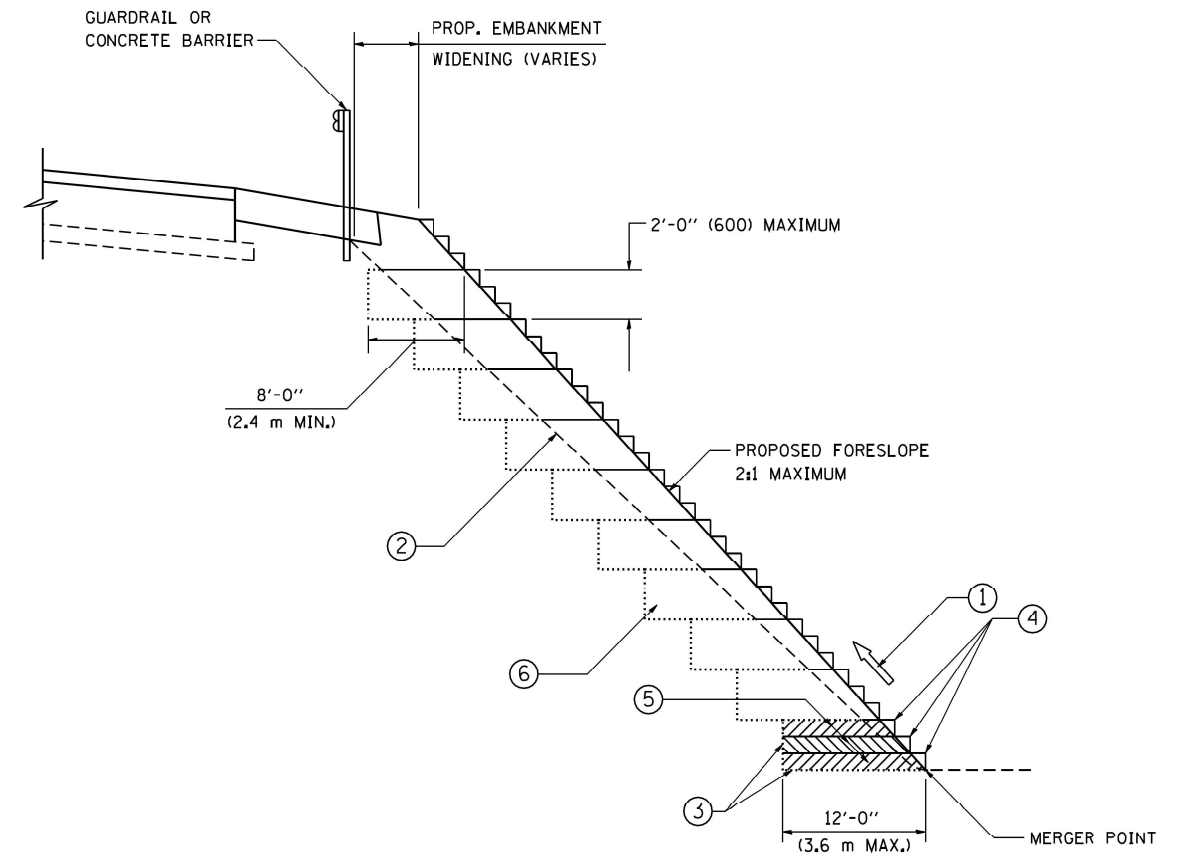 GUARDRAIL OR
CONCRETE BARRIER
PROP. EMBANKMENT
WIDENING (VARIES)
2'-0'' (600) MAXIMUM
8'-0''
(2.4 m MIN.)
PROPOSED FORESLOPE
2:1 MAXIMUM
2
1
4
6
5
3
12'-0''
(3.6 m MAX.)
MERGER POINT